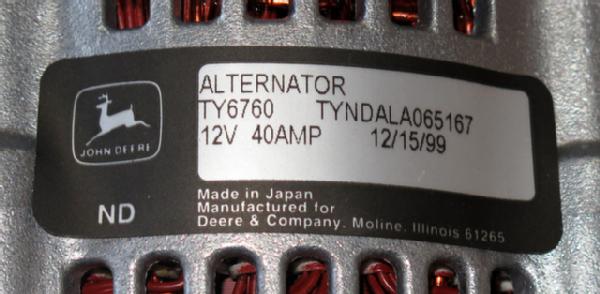 ALTERNATOR
TY6760 TYNDALA065167
12V 40AMP 12/15/99
JOHN DEERE
ND
Made in Japan
Manufactured for
Deere & Company. Moline. Illinois 61265